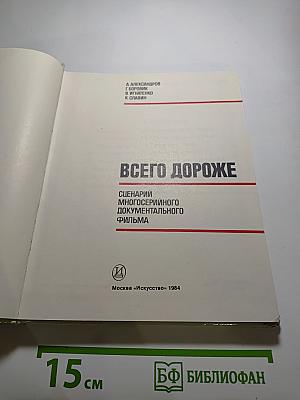 А. АЛЕКСАНДРОВ
Г. БОРОВИК
В. ИГНАТЕНКО
К. СЛАВИН
ВСЕГО ДОРОЖЕ
СЦЕНАРИЙ
МНОГОСЕРИЙНОГО
ДОКУМЕНТАЛЬНОГО
ФИЛЬМА
Москва «Искусство» 1984
15 см
БФ БИБЛИОФАН